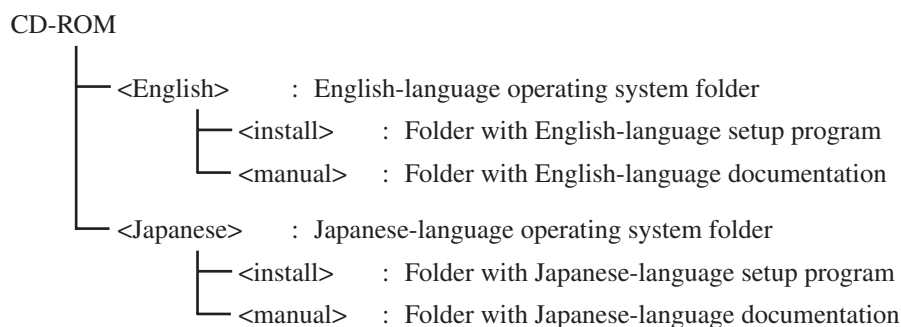 CD-ROM
<English> : English-language operating system folder
<install> : Folder with English-language setup program
<manual> : Folder with English-language documentation
<Japanese> : Japanese-language operating system folder
<install> : Folder with Japanese-language setup program
<manual> : Folder with Japanese-language documentation